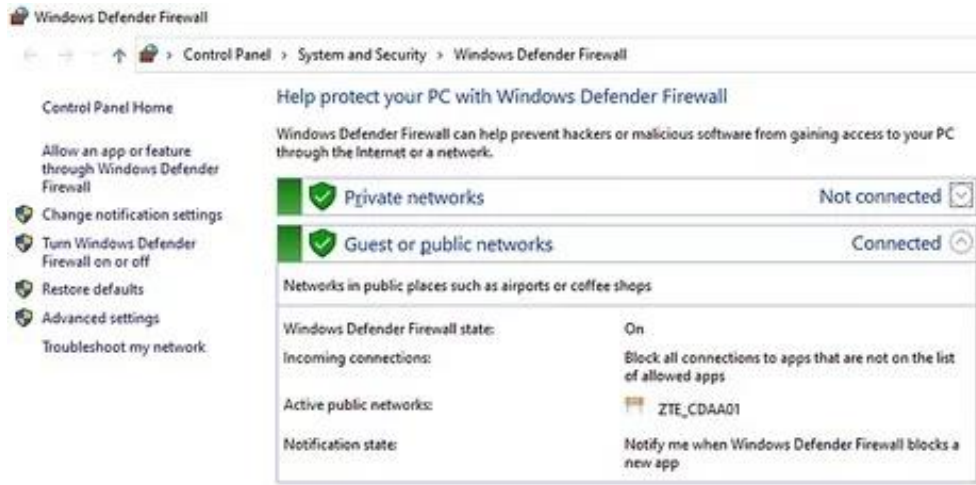 Windows Defender Firewall
Control Panel > System and Security > Windows Defender Firewall
Control Panel Home
Allow an app or feature
through Windows Defender
Firewall
Change notification settings
Turn Windows Defender
Firewall on or off
Restore defaults
Advanced settings
Troubleshoot my network
Help protect your PC with Windows Defender Firewall
Windows Defender Firewall can help prevent hackers or malicious software from gaining access to your PC
through the Internet or a network.
Private networks Not connected
Guest or public networks Connected
Networks in public places such as airports or coffee shops
Windows Defender Firewall state: On
Incoming connections: Block all connections to apps that are not on the list
of allowed apps
Active public networks: ZTE_CDAA01
Notification state: Notify me when Windows Defender Firewall blocks a
new app